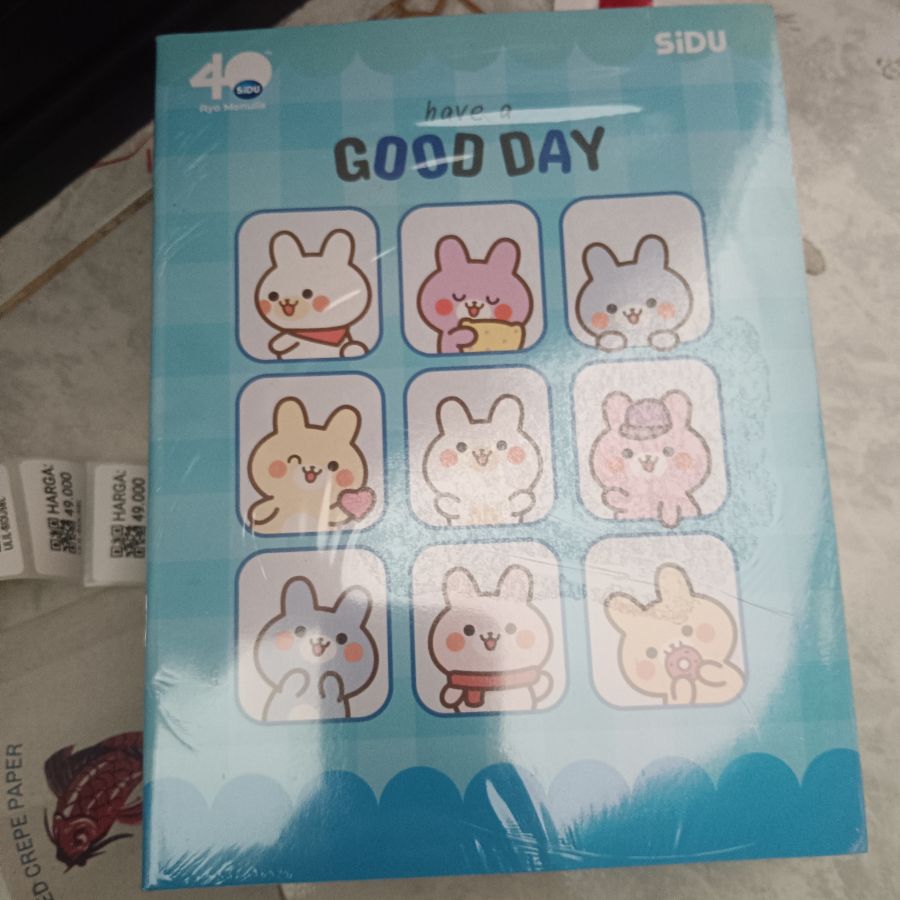 40
SiDU
Ayo Menulis
SiDU
have a
GOOD DAY
HARGA:
49.000
HARGA:
49.000
CREPE PAPER